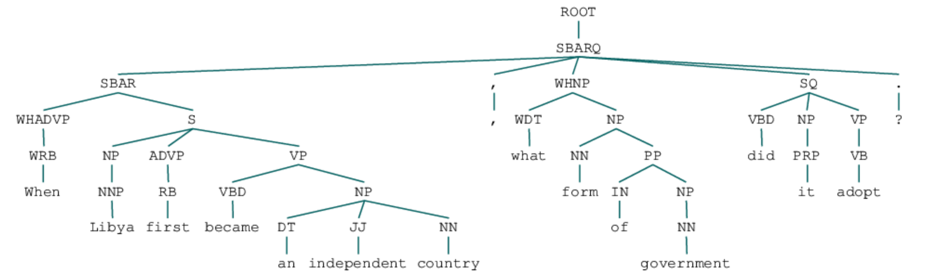 ROOT
SBARQ
SBAR , WHNP SQ .
WHADVP S , WDT NP VBD NP VP ?
WRB NP ADVP VP what NN PP did PRP VB
When NNP RB VBD NP form IN NP it adopt
Libya first became DT JJ NN of NN
an independent country government